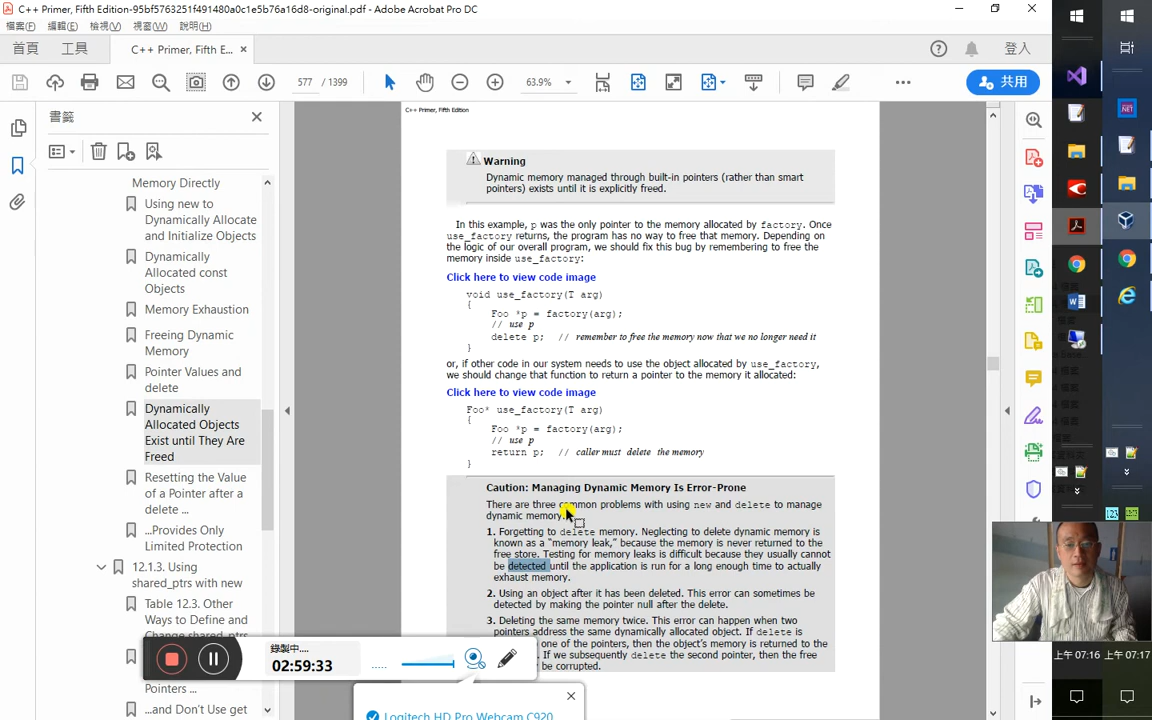 C++ Primer, Fifth Edition-95bf5763251f491480a0c1e5b76a16d8-original.pdf - Adobe Acrobat Pro DC
檔案(F) 編輯(E) 檢視(V) 視窗(W) 說明(H)
首頁 工具 C++ Primer, Fifth E... × 登入
577 / 1399 63.9% 共用
書籤
Memory Directly
Using new to
Dynamically Allocate
and Initialize Objects
Dynamically
Allocated const
Objects
Memory Exhaustion
Freeing Dynamic
Memory
Pointer Values and
delete
Dynamically
Allocated Objects
Exist until They Are
Freed
Resetting the Value
of a Pointer after a
delete ...
...Provides Only
Limited Protection
12.1.3. Using
shared_ptrs with new
Table 12.3. Other
Ways to Define and
Change shared_ptrs
Pointers ...
...and Don't Use get
C++ Primer, Fifth Edition
Warning
Dynamic memory managed through built-in pointers (rather than smart
pointers) exists until it is explicitly freed.
In this example, p was the only pointer to the memory allocated by factory. Once
use_factory returns, the program has no way to free that memory. Depending on
the logic of our overall program, we should fix this bug by remembering to free the
memory inside use_factory:
Click here to view code image
void use_factory(T arg)
{
Foo *p = factory(arg);
// use p
delete p; // remember to free the memory now that we no longer need it
}
or, if other code in our system needs to use the object allocated by use_factory,
we should change that function to return a pointer to the memory it allocated:
Click here to view code image
Foo* use_factory(T arg)
{
Foo *p = factory(arg);
// use p
return p; // caller must delete the memory
}
Caution: Managing Dynamic Memory Is Error-Prone
There are three common problems with using new and delete to manage
dynamic memory:
1. Forgetting to delete memory. Neglecting to delete dynamic memory is
known as a "memory leak," because the memory is never returned to the
free store. Testing for memory leaks is difficult because they usually cannot
be detected until the application is run for a long enough time to actually
exhaust memory.
2. Using an object after it has been deleted. This error can sometimes be
detected by making the pointer null after the delete.
3. Deleting the same memory twice. This error can happen when two
pointers address the same dynamically allocated object. If delete is
one of the pointers, then the object's memory is returned to the
If we subsequently delete the second pointer, then the free
be corrupted.
錄製中....
02:59:33
Logitech HD Pro Webcam C920
.NET
123
上午 07:16 上午 07:17